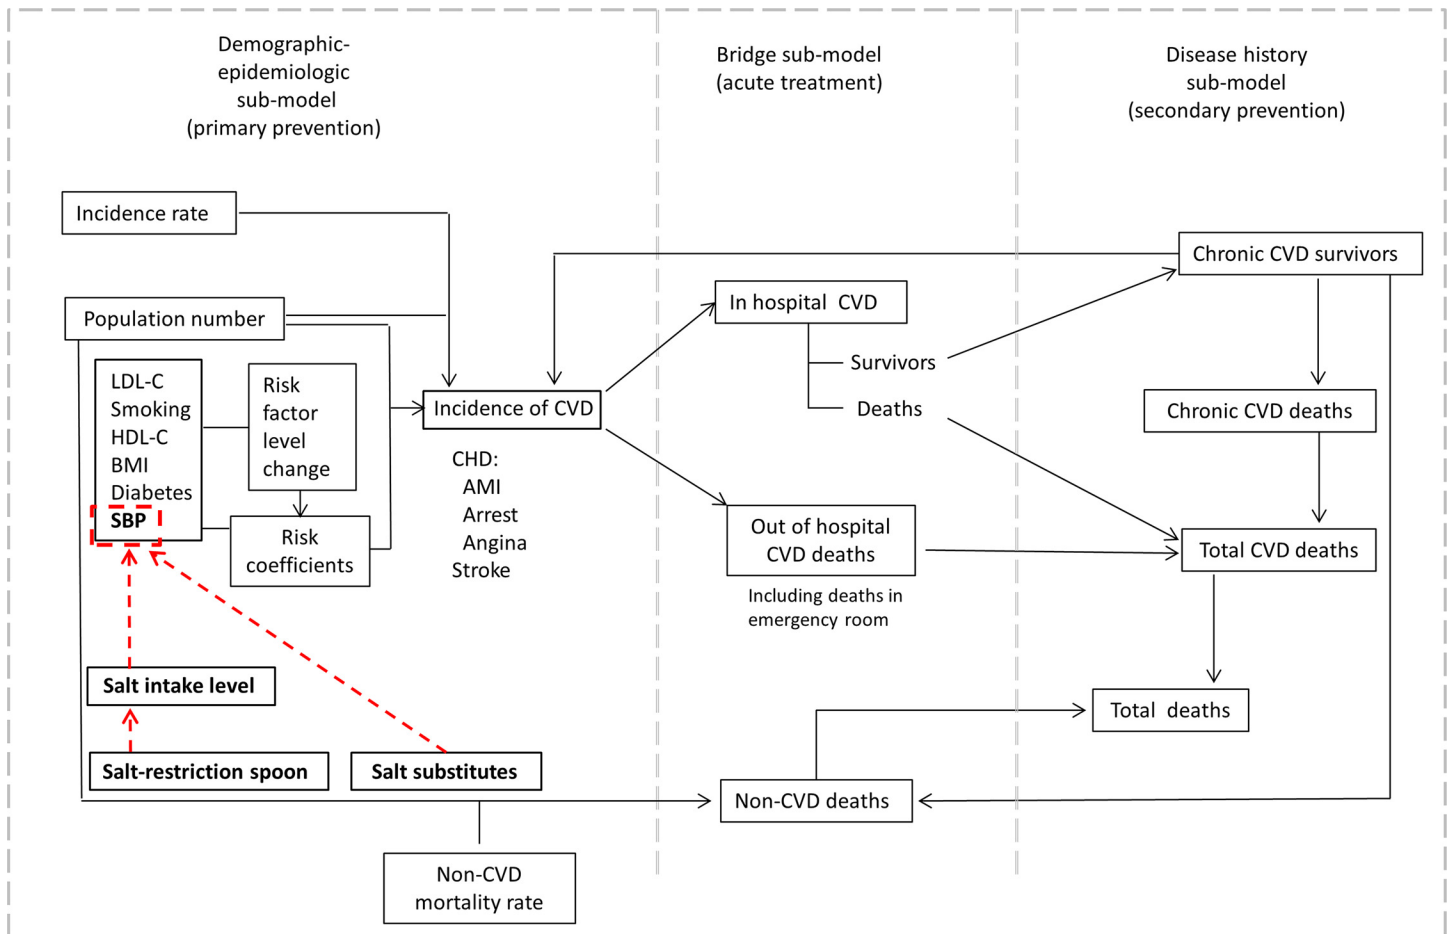 Demographic-
epidemiologic
sub-model
(primary prevention)
Bridge sub-model
(acute treatment)
Disease history
sub-model
(secondary prevention)
Incidence rate
Population number
LDL-C
Smoking
HDL-C
BMI
Diabetes
SBP
Risk
factor
level
change
Risk
coefficients
Incidence of CVD
CHD:
AMI
Arrest
Angina
Stroke
In hospital CVD
Survivors
Deaths
Out of hospital
CVD deaths
Including deaths in
emergency room
Chronic CVD survivors
Chronic CVD deaths
Total CVD deaths
Total deaths
Salt intake level
Salt-restriction spoon
Salt substitutes
Non-CVD deaths
Non-CVD
mortality rate